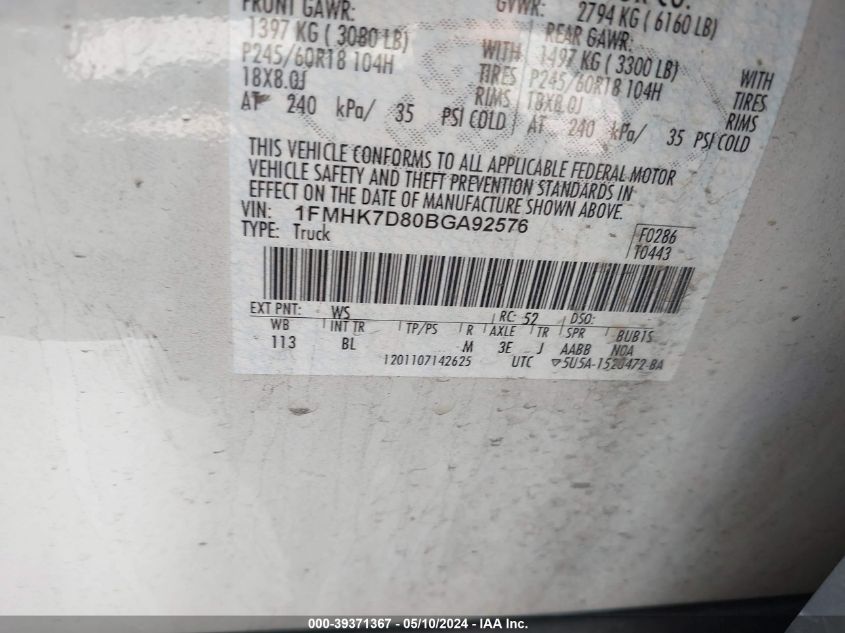 FRONT GAWR:
1397 KG ( 3080 LB)
P245/60R18 104H
18X8.0J
AT 240 kPa/ 35 PSI COLD
WITH
TIRES
RIMS
CO.
GVWR: 2794 KG ( 6160 LB)
REAR GAWR:
1497 KG ( 3300 LB)
P245/60R18 104H
18X8.0J
AT 240 kPa/ 35 PSI COLD
WITH
TIRES
RIMS
THIS VEHICLE CONFORMS TO ALL APPLICABLE FEDERAL MOTOR
VEHICLE SAFETY AND THEFT PREVENTION STANDARDS IN
EFFECT ON THE DATE OF MANUFACTURE SHOWN ABOVE.
VIN: 1FMHK7D80BGA92576
TYPE: Truck
F0286
T0443
EXT PNT: WS RC: 52 DSO:
WB INT TR TP/PS R AXLE TR SPR BUBTS
113 BL M 3E J AABB NOA
1201107142625 UTC ▽5U5A-1520472-BA
000-39371367 — 05/10/2024 — IAA Inc.